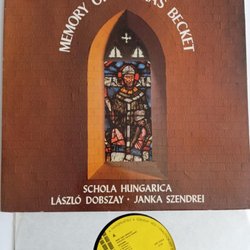 MEMORY OF THOMAS BECKET
SCHOLA HUNGARICA
LÁSZLÓ DOBSZAY - JANKA SZENDREI